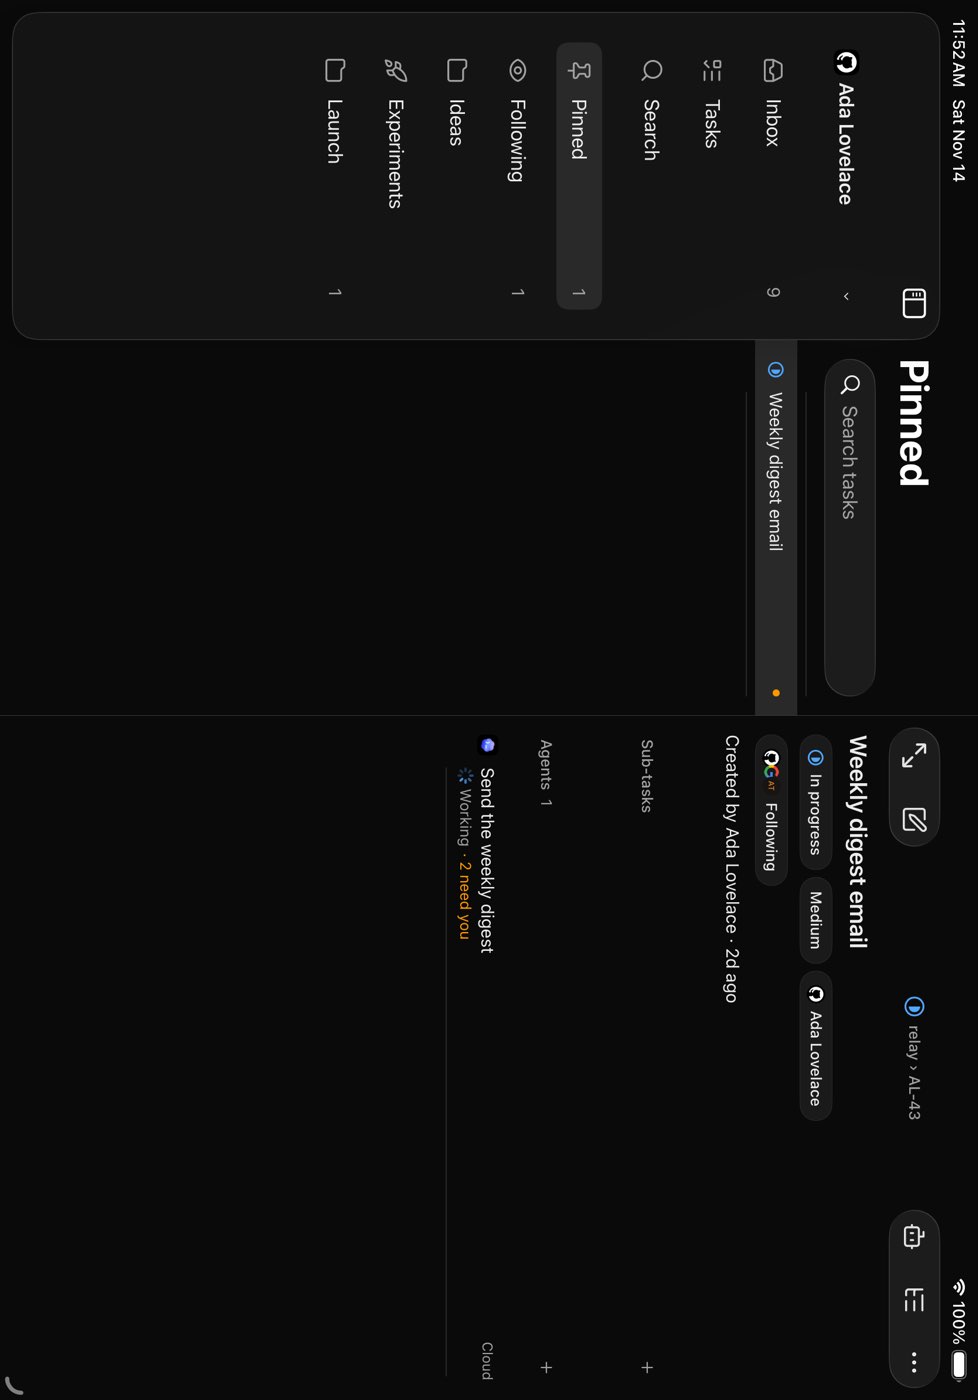 11:52 AM Sat Nov 14
100%
Ada Lovelace
Inbox 9
Tasks
Search
Pinned 1
Following 1
Ideas
Experiments
Launch 1
Pinned
Search tasks
Weekly digest email
relay › AL-43
Weekly digest email
In progress Medium Ada Lovelace
G AT Following
Created by Ada Lovelace · 2d ago
Sub-tasks
Agents 1
Send the weekly digest Cloud
Working · 2 need you